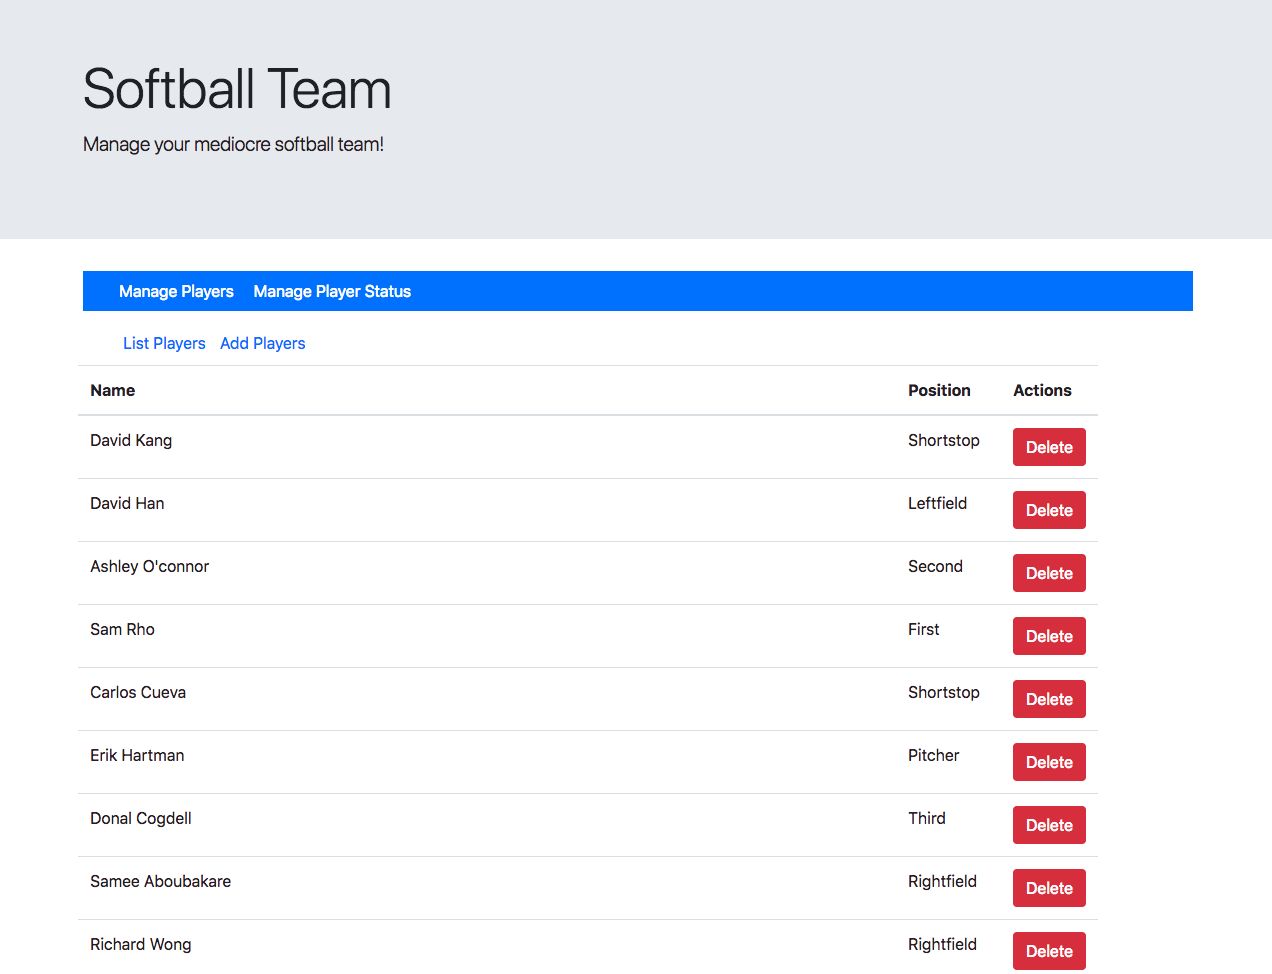 Softball Team
Manage your mediocre softball team!
Manage Players Manage Player Status
List Players Add Players
Name Position Actions
David Kang Shortstop Delete
David Han Leftfield Delete
Ashley O'connor Second Delete
Sam Rho First Delete
Carlos Cueva Shortstop Delete
Erik Hartman Pitcher Delete
Donal Cogdell Third Delete
Samee Aboubakare Rightfield Delete
Richard Wong Rightfield Delete